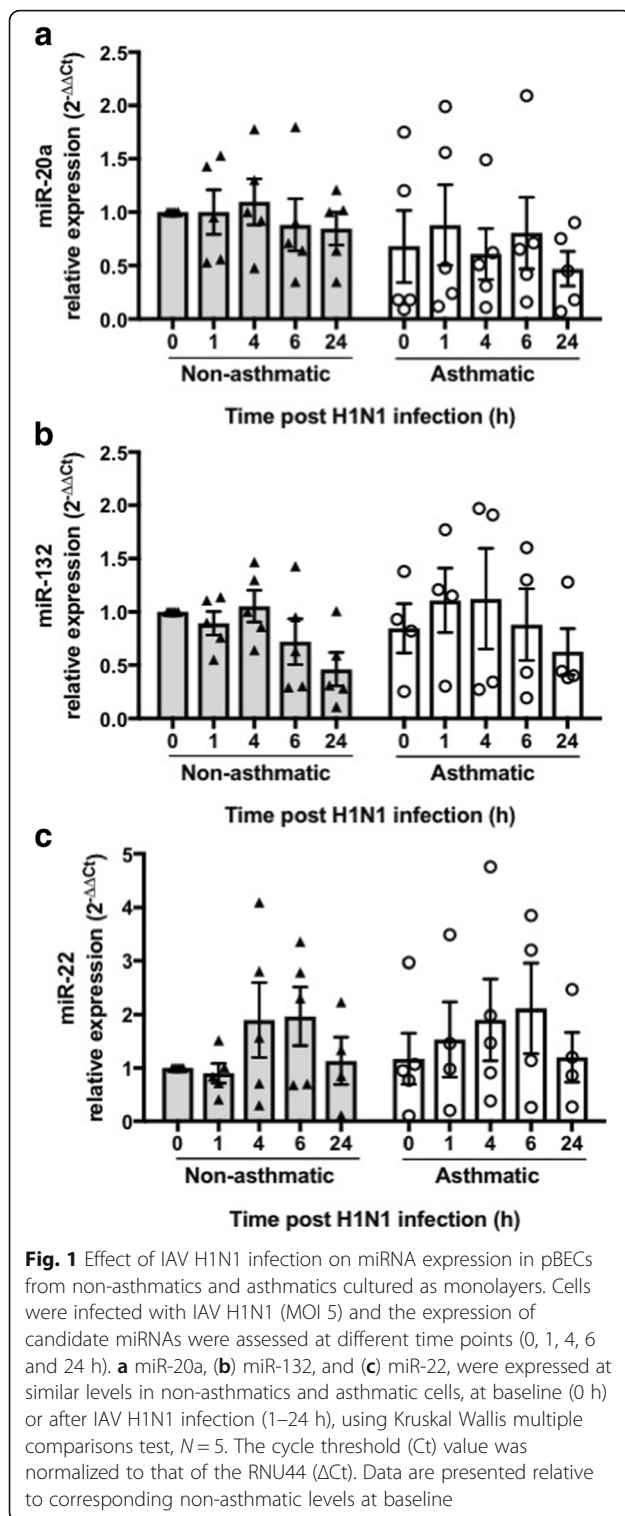 a
miR-20a
relative expression (2-ΔΔCt)
2.5
2.0
1.5
1.0
0.5
0.0
0 1 4 6 24 0 1 4 6 24
Non-asthmatic Asthmatic
Time post H1N1 infection (h)
b
miR-132
relative expression (2-ΔΔCt)
2.5
2.0
1.5
1.0
0.5
0.0
0 1 4 6 24 0 1 4 6 24
Non-asthmatic Asthmatic
Time post H1N1 infection (h)
c
miR-22
relative expression (2-ΔΔCt)
5
4
3
2
1
0
0 1 4 6 24 0 1 4 6 24
Non-asthmatic Asthmatic
Time post H1N1 infection (h)
Fig. 1 Effect of IAV H1N1 infection on miRNA expression in pBECs
from non-asthmatics and asthmatics cultured as monolayers. Cells
were infected with IAV H1N1 (MOI 5) and the expression of
candidate miRNAs were assessed at different time points (0, 1, 4, 6
and 24 h). a miR-20a, (b) miR-132, and (c) miR-22, were expressed at
similar levels in non-asthmatics and asthmatic cells, at baseline (0 h)
or after IAV H1N1 infection (1–24 h), using Kruskal Wallis multiple
comparisons test, N = 5. The cycle threshold (Ct) value was
normalized to that of the RNU44 (ΔCt). Data are presented relative
to corresponding non-asthmatic levels at baseline